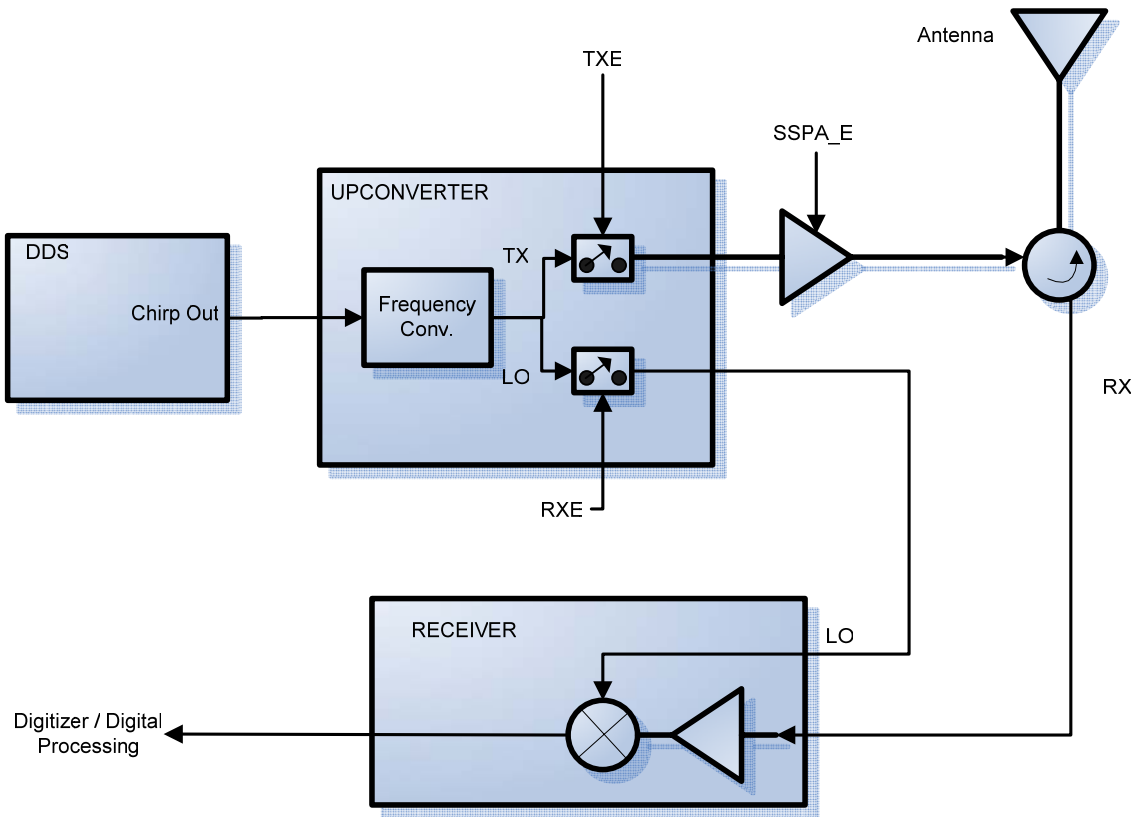 Antenna
TXE
SSPA_E
UPCONVERTER
DDS
TX
Chirp Out
Frequency
Conv.
LO
RX
RXE
RECEIVER
LO
Digitizer / Digital
Processing